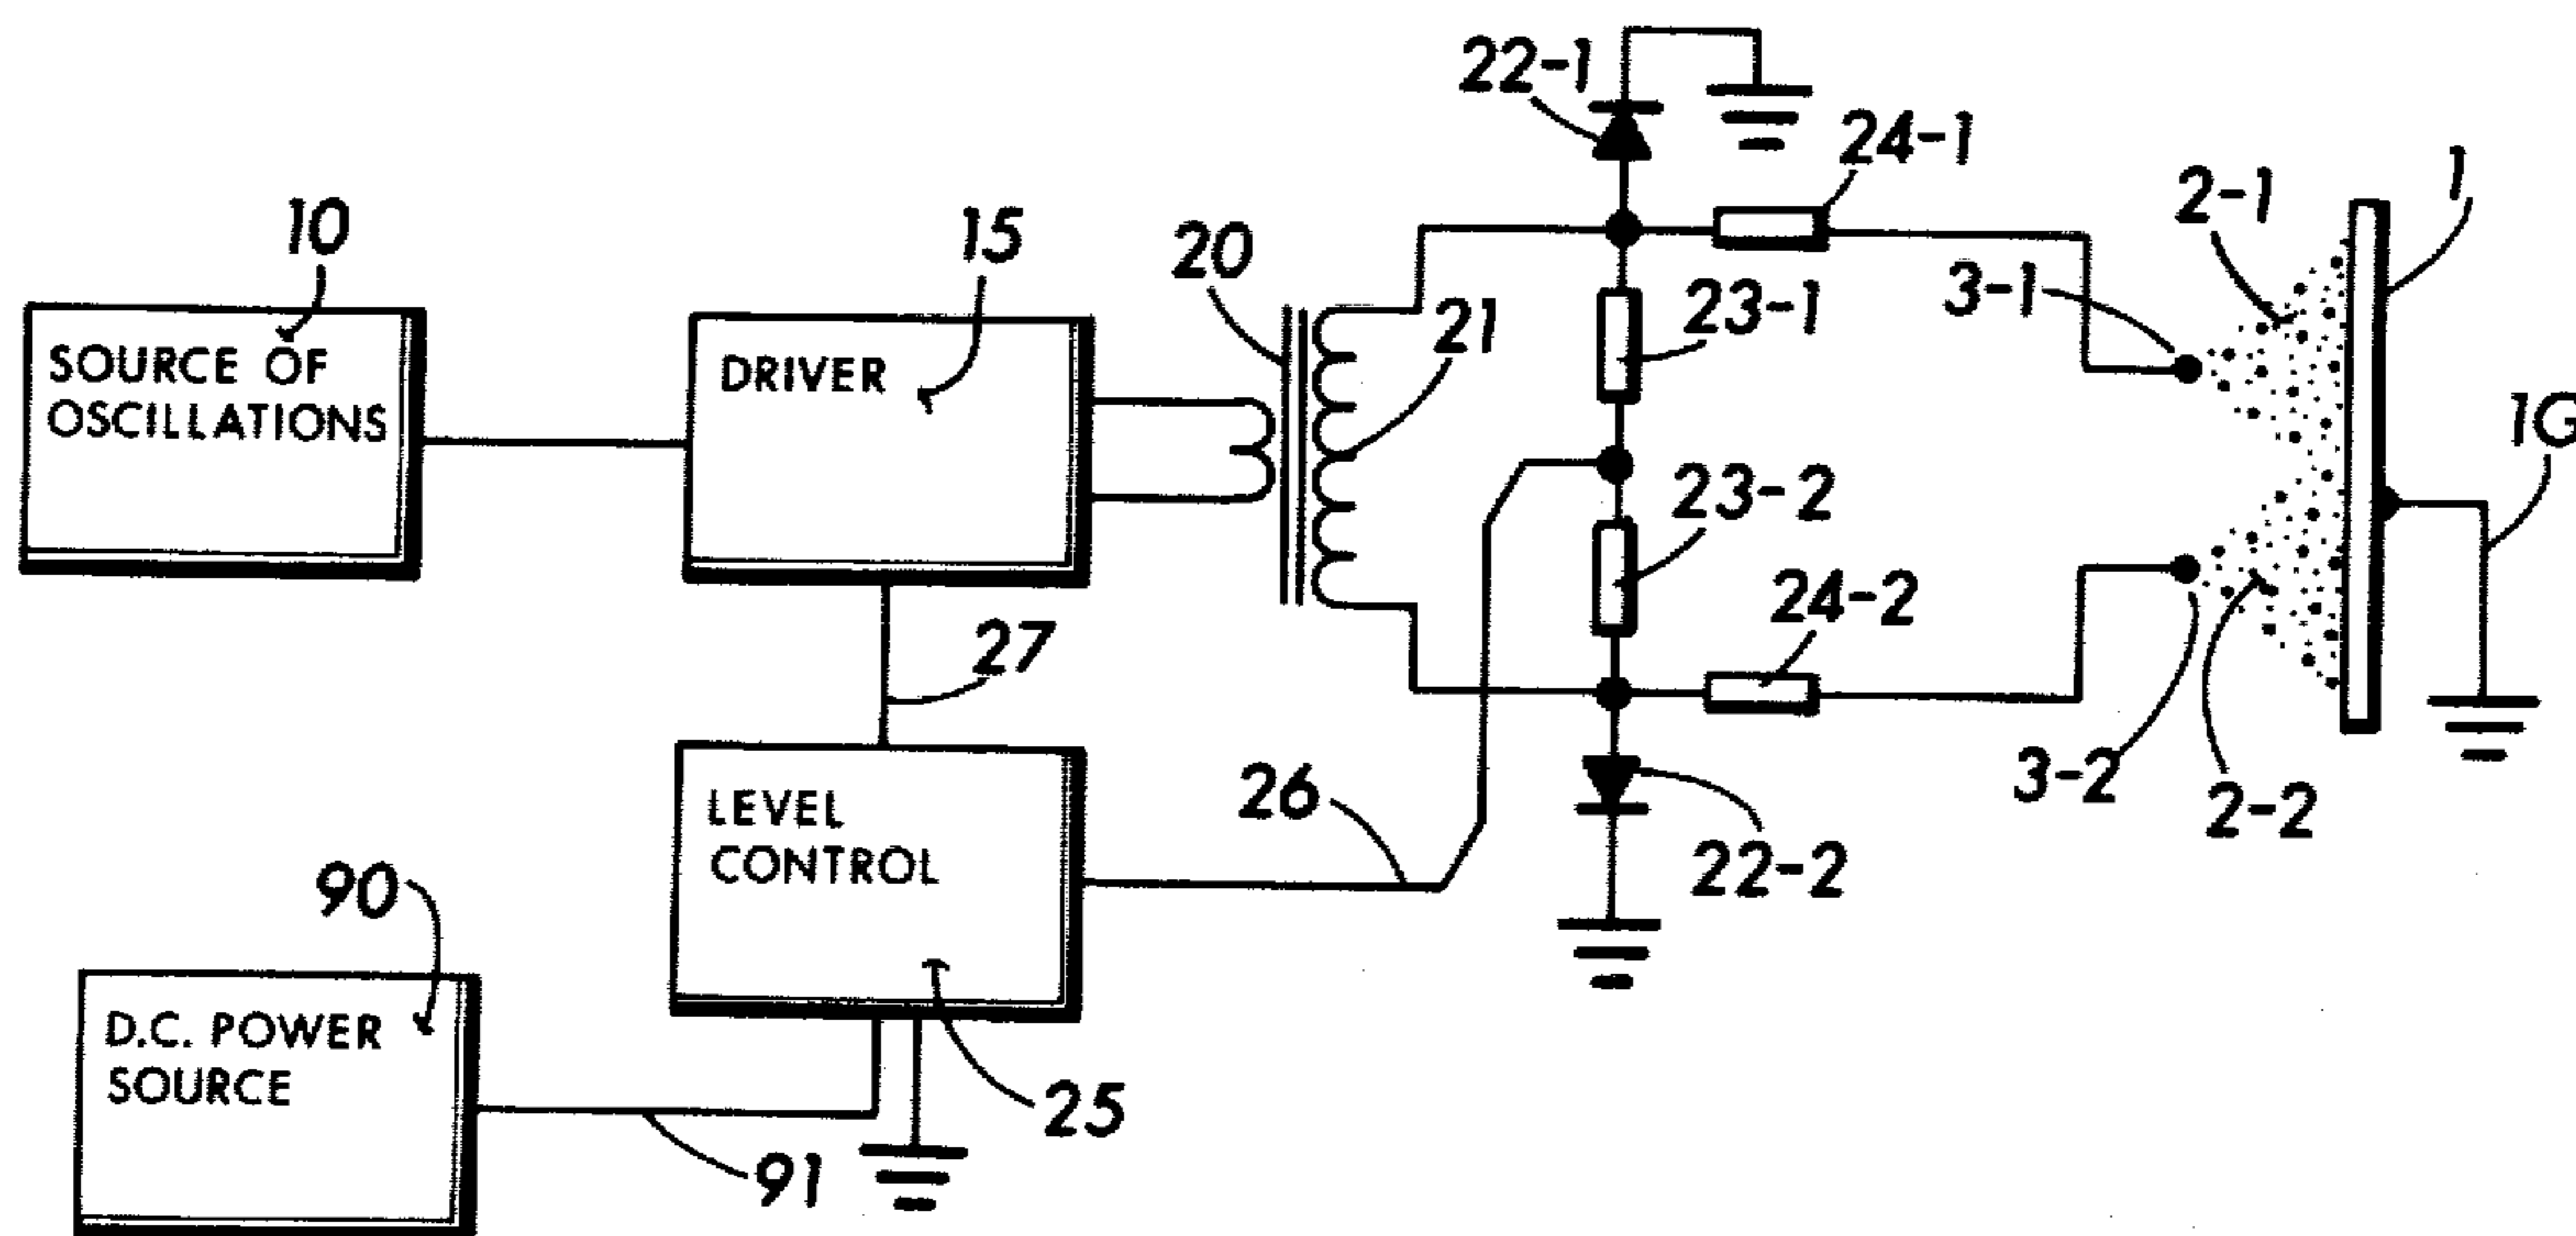 22-1
24-1
2-1
1
10
15
20
3-1
23-1
21
SOURCE OF
OSCILLATIONS
DRIVER
1G
23-2
24-2
27
3-2
26
2-2
LEVEL
CONTROL
22-2
90
D.C. POWER
SOURCE
25
91